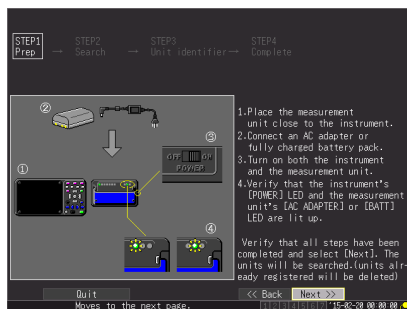 STEP1 STEP2 STEP3 STEP4
Prep → Search → Unit identifier → Complete
②
③
OFF ON
POWER
①
④
1.Place the measurement
unit close to the instrument.
2.Connect an AC adapter or
fully charged battery pack.
3.Turn on both the instrument
and the measurement unit.
4.Verify that the instrument's
[POWER] LED and the measurement
unit's [AC ADAPTER] or [BATT]
LED are lit up.
Verify that all steps have been
completed and select [Next]. The
units will be searched.(units alr-
eady registered will be deleted)
Quit << Back Next >>
Moves to the next page. '15-02-20 00:00:00